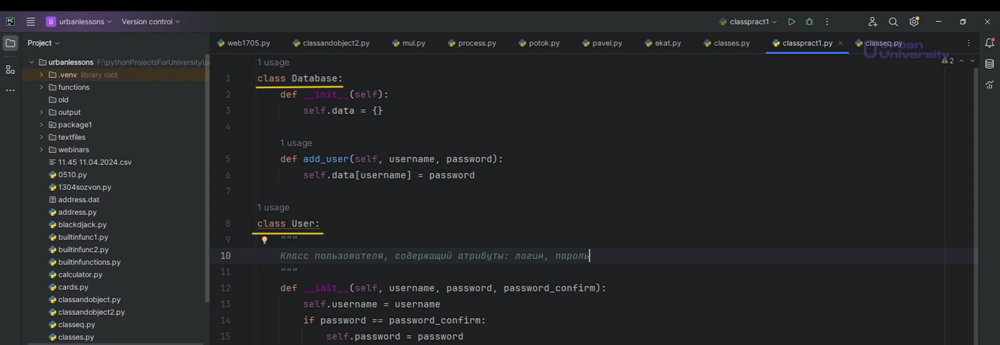 PC
U urbanlessons
Version control
classpract1
Project
web1705.py
classandobject2.py
mul.py
process.py
potok.py
pavel.py
ekat.py
classes.py
classpract1.py
classeq.py
Urban
University
urbanlessons F:\pythonProjectsForUniversity\u
.venv library root
functions
old
output
package1
textfiles
webinars
11.45 11.04.2024.csv
0510.py
1304sozvon.py
address.dat
address.py
blackdjack.py
builtinfunc1.py
builtinfunc2.py
builtinfunctions.py
calculator.py
cards.py
classandobject.py
classandobject2.py
classeq.py
classes.py
2
1 usage
1 class Database:
2 def __init__(self):
3 self.data = {}
4
1 usage
5 def add_user(self, username, password):
6 self.data[username] = password
7
1 usage
8 class User:
9 """
10 Класс пользователя, содержащий атрибуты: логин, пароль
11 """
12 def __init__(self, username, password, password_confirm):
13 self.username = username
14 if password == password_confirm:
15 self.password = password